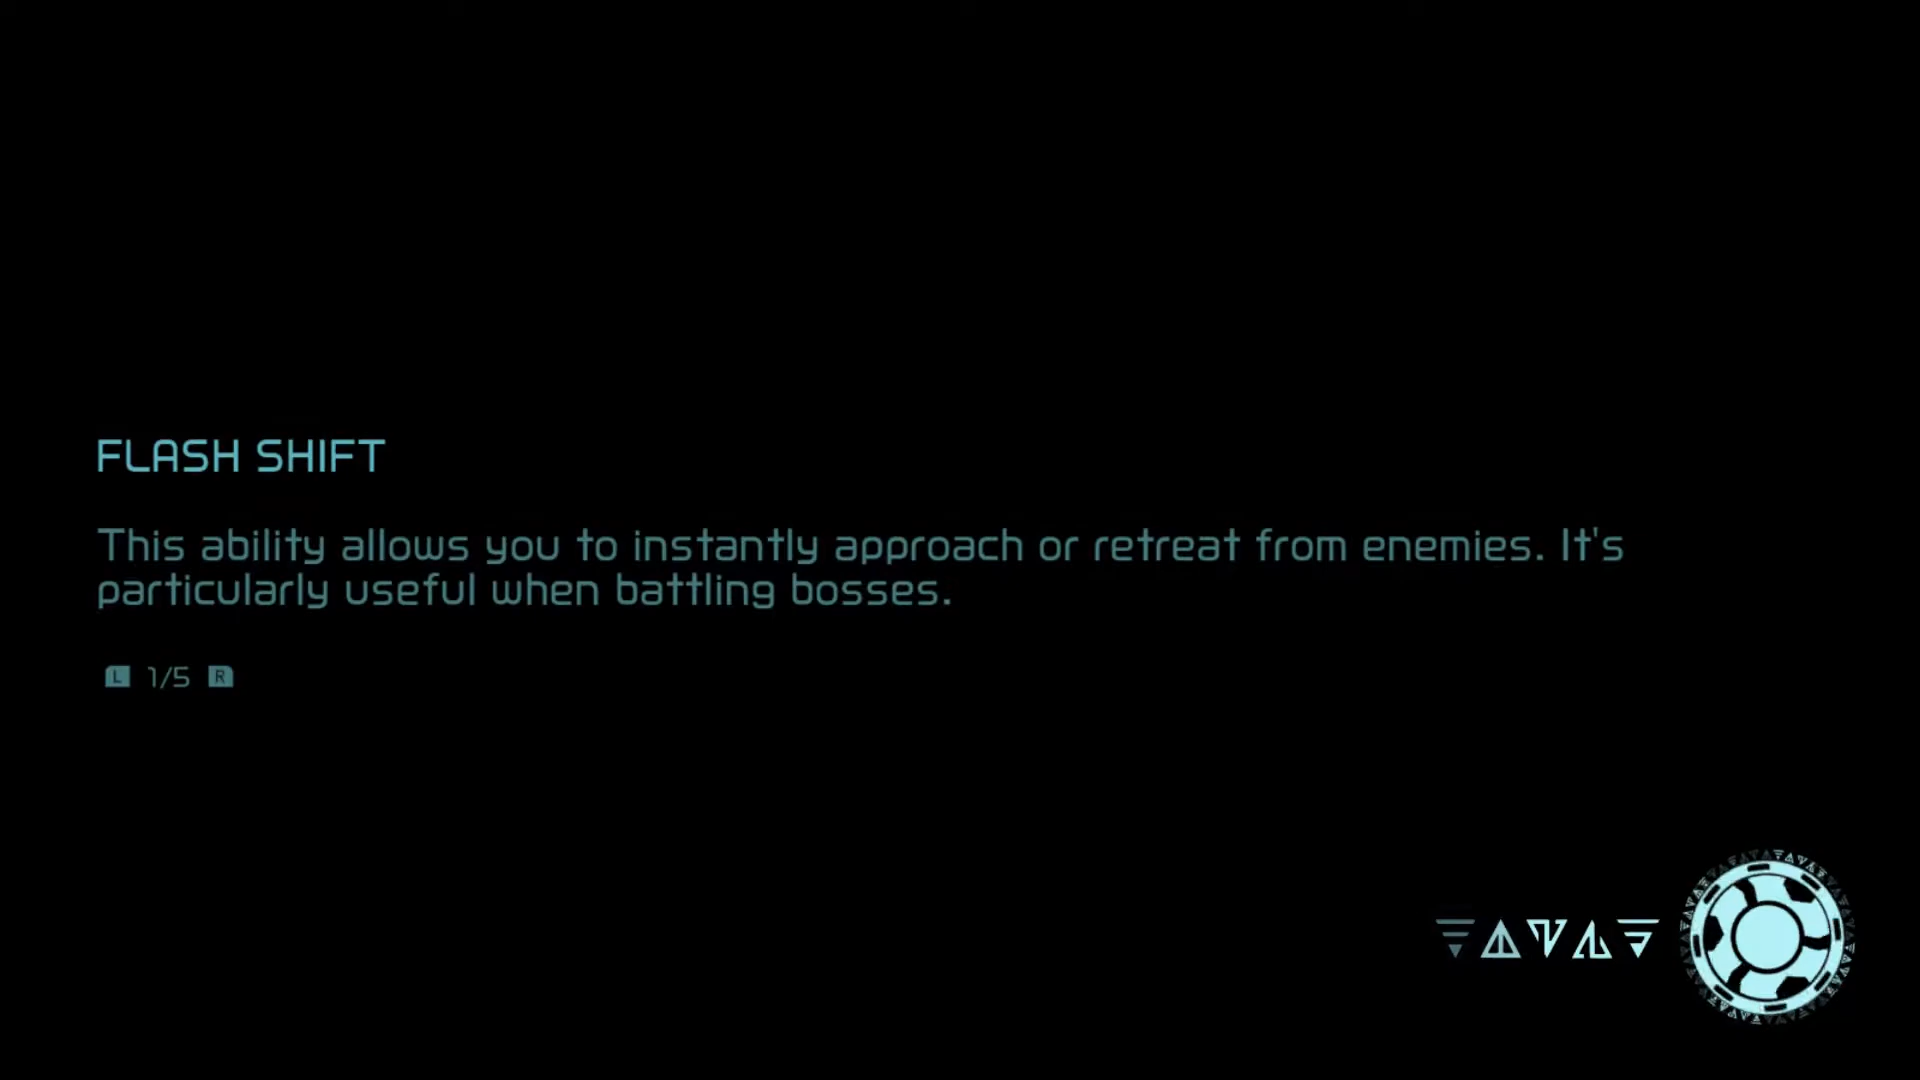 FLASH SHIFT
This ability allows you to instantly approach or retreat from enemies. It's
particularly useful when battling bosses.
L 1/5 R